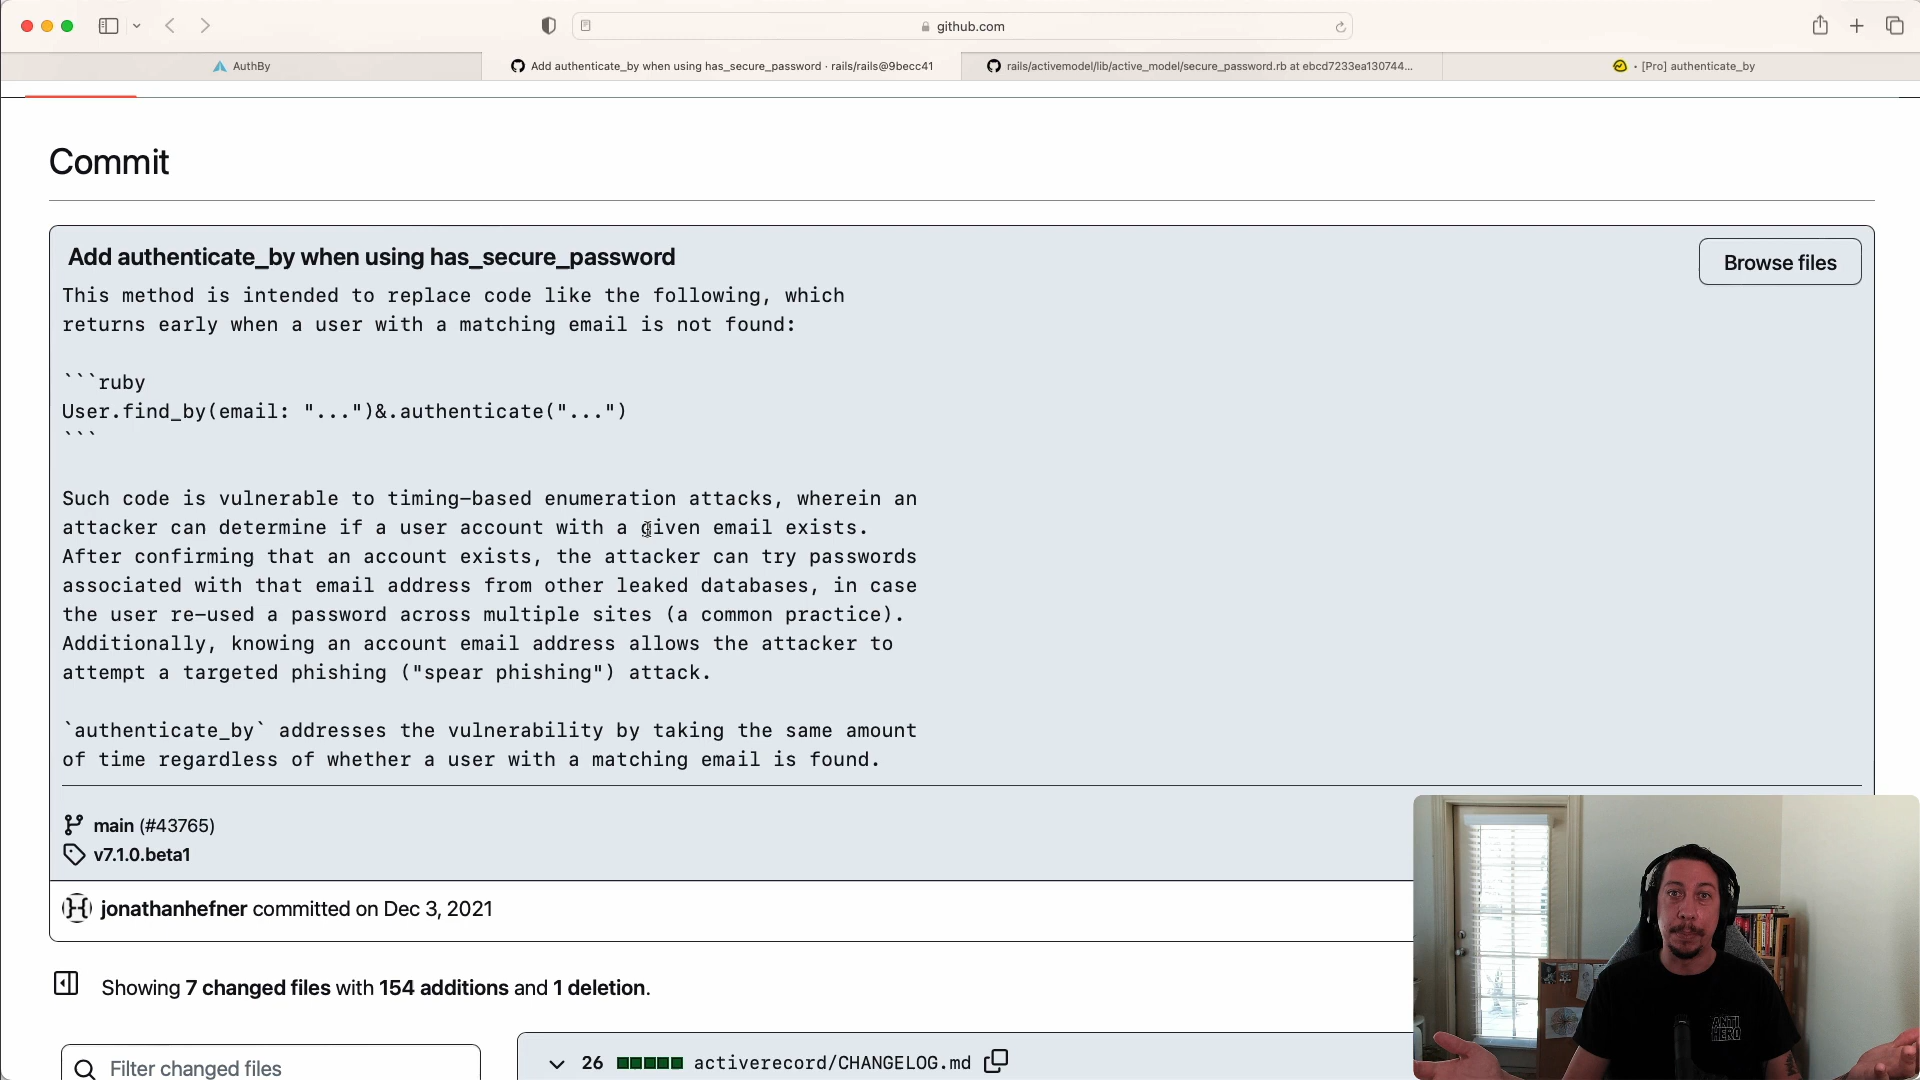 github.com
AuthBy
Add authenticate_by when using has_secure_password · rails/rails@9becc41
rails/activemodel/lib/active_model/secure_password.rb at ebcd7233ea130744...
· [Pro] authenticate_by
Commit
Add authenticate_by when using has_secure_password
Browse files
This method is intended to replace code like the following, which
returns early when a user with a matching email is not found:
```ruby
User.find_by(email: "...")&.authenticate("...")
```
Such code is vulnerable to timing-based enumeration attacks, wherein an
attacker can determine if a user account with a given email exists.
After confirming that an account exists, the attacker can try passwords
associated with that email address from other leaked databases, in case
the user re-used a password across multiple sites (a common practice).
Additionally, knowing an account email address allows the attacker to
attempt a targeted phishing ("spear phishing") attack.
`authenticate_by` addresses the vulnerability by taking the same amount
of time regardless of whether a user with a matching email is found.
main (#43765)
v7.1.0.beta1
jonathanhefner committed on Dec 3, 2021
Showing 7 changed files with 154 additions and 1 deletion.
Filter changed files
26 activerecord/CHANGELOG.md
ANTI
HERO